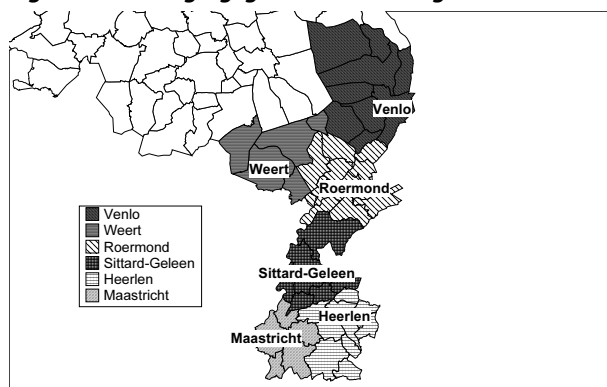 Venlo
Weert
Roermond
Venlo
Weert
Roermond
Sittard-Geleen
Heerlen
Maastricht
Sittard-Geleen
Heerlen
Maastricht